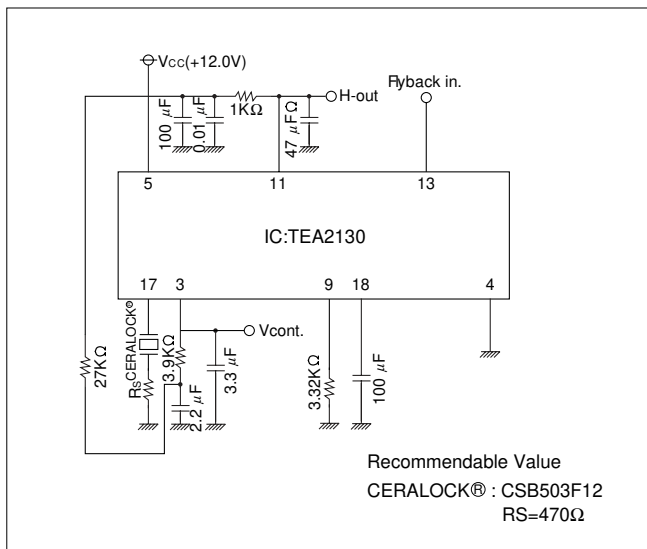 VCC(+12.0V)
100 μF
0.01 μF
1KΩ
H-out
47 μFΩ
Flyback in.
5
11
13
IC:TEA2130
17
3
9
18
4
27KΩ
RS
CERALOCK®
3.9KΩ
2.2 μF
3.3 μF
Vcont.
3.32KΩ
100 μF
Recommendable Value
CERALOCK® : CSB503F12
RS=470Ω